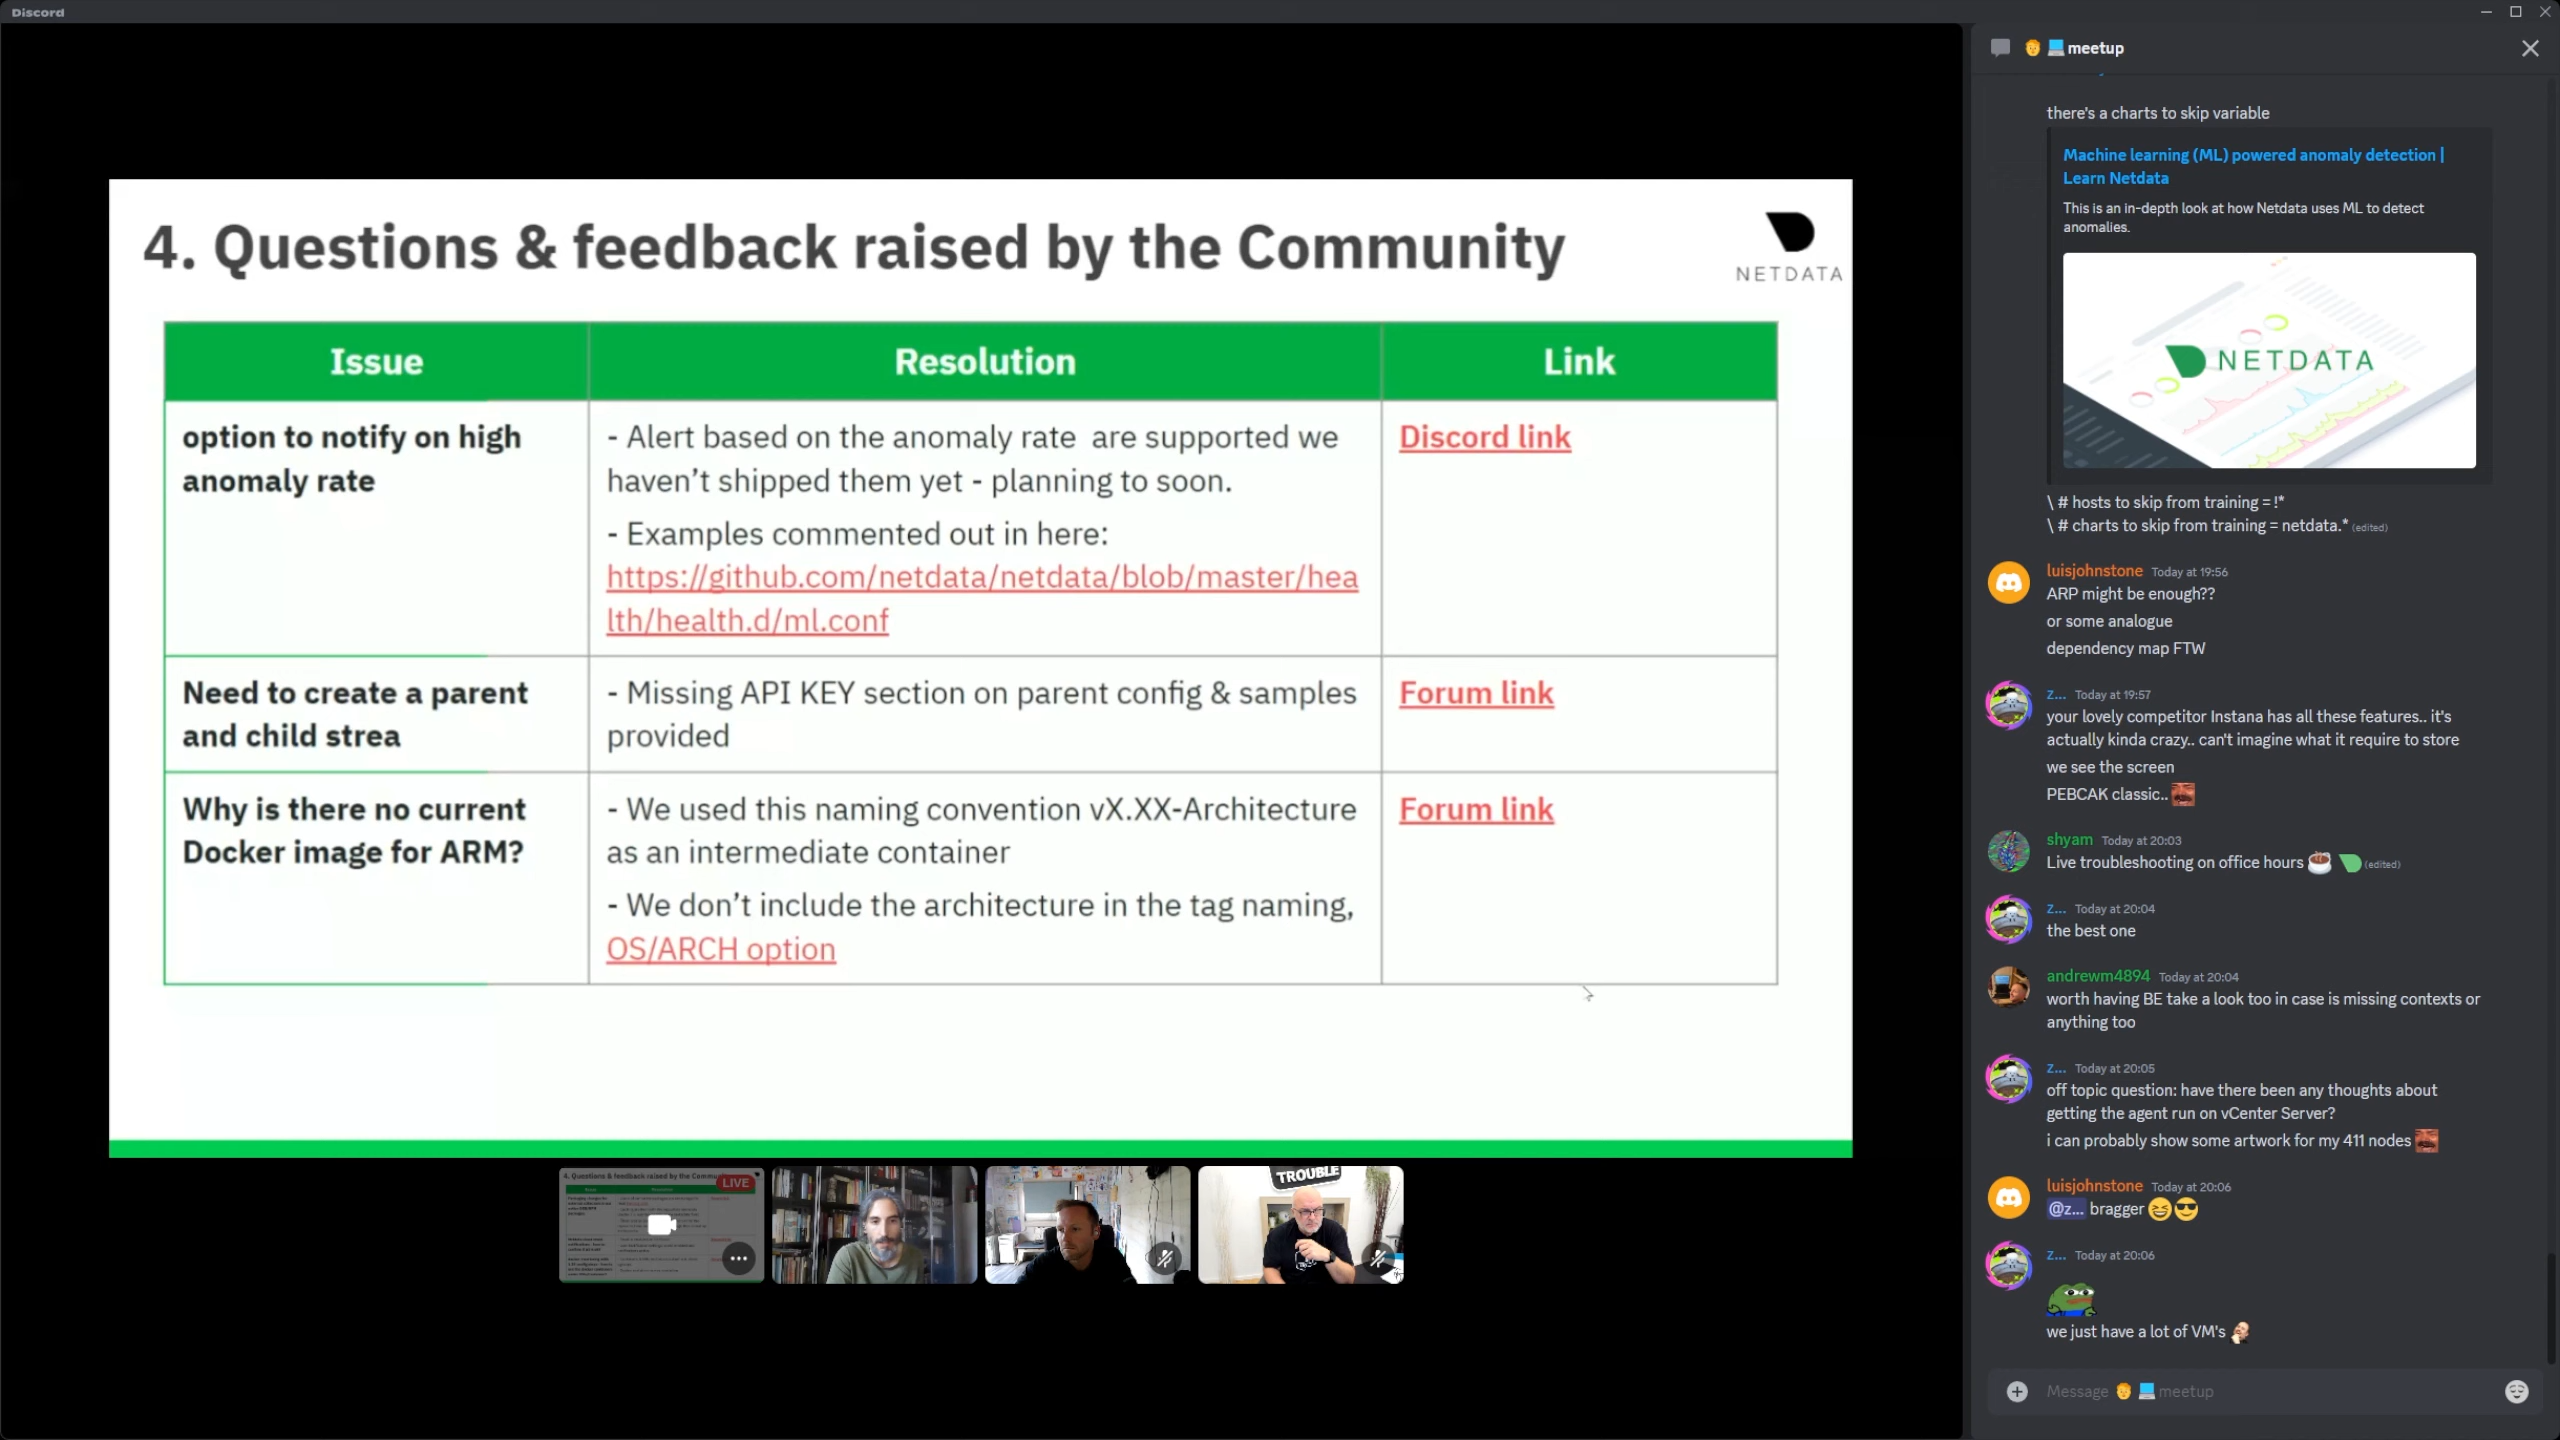 Discord
4. Questions & feedback raised by the Community
NETDATA
Issue
Resolution
Link
option to notify on high
anomaly rate
- Alert based on the anomaly rate are supported we
haven't shipped them yet - planning to soon.
- Examples commented out in here:
https://github.com/netdata/netdata/blob/master/hea
lth/health.d/ml.conf
Discord link
Need to create a parent
and child strea
- Missing API KEY section on parent config & samples
provided
Forum link
Why is there no current
Docker image for ARM?
- We used this naming convention vX.XX-Architecture
as an intermediate container
- We don't include the architecture in the tag naming,
OS/ARCH option
Forum link
4. Questions & feedback raised by the Commu
LIVE
TROUBLE
meetup
there's a charts to skip variable
Machine learning (ML) powered anomaly detection |
Learn Netdata
This is an in-depth look at how Netdata uses ML to detect
anomalies.
NETDATA
\ # hosts to skip from training = !*
\ # charts to skip from training = netdata.* (edited)
luisjohnstone Today at 19:56
ARP might be enough??
or some analogue
dependency map FTW
z... Today at 19:57
your lovely competitor Instana has all these features.. it's
actually kinda crazy.. can't imagine what it require to store
we see the screen
PEBCAK classic..
shyam Today at 20:03
Live troubleshooting on office hours ☕ (edited)
z... Today at 20:04
the best one
andrewm4894 Today at 20:04
worth having BE take a look too in case is missing contexts or
anything too
z... Today at 20:05
off topic question: have there been any thoughts about
getting the agent run on vCenter Server?
i can probably show some artwork for my 411 nodes
luisjohnstone Today at 20:06
@z... bragger 😆😎
z... Today at 20:06
we just have a lot of VM's
Message meetup